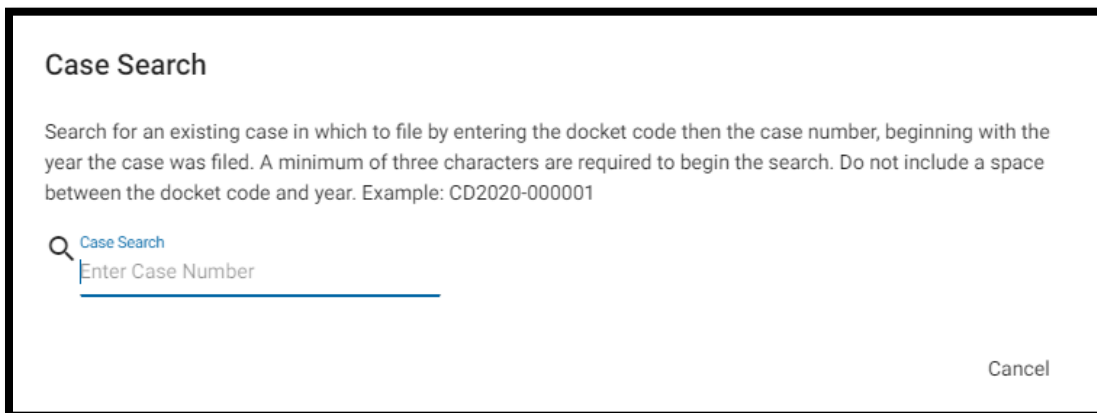 Case Search
Search for an existing case in which to file by entering the docket code then the case number, beginning with the
year the case was filed. A minimum of three characters are required to begin the search. Do not include a space
between the docket code and year. Example: CD2020-000001
Case Search
Enter Case Number
Cancel